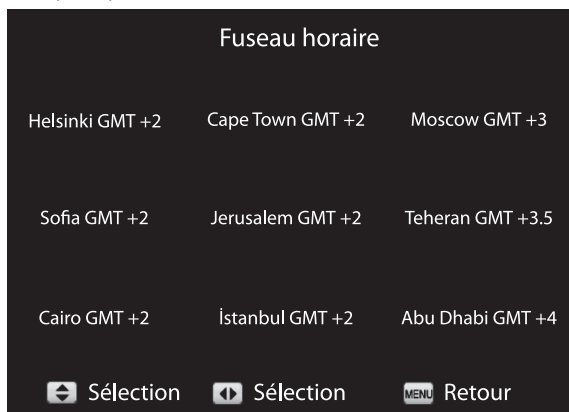 Fuseau horaire
Helsinki GMT +2 Cape Town GMT +2 Moscow GMT +3
Sofia GMT +2 Jerusalem GMT +2 Teheran GMT +3.5
Cairo GMT +2 İstanbul GMT +2 Abu Dhabi GMT +4
Sélection Sélection MENU Retour